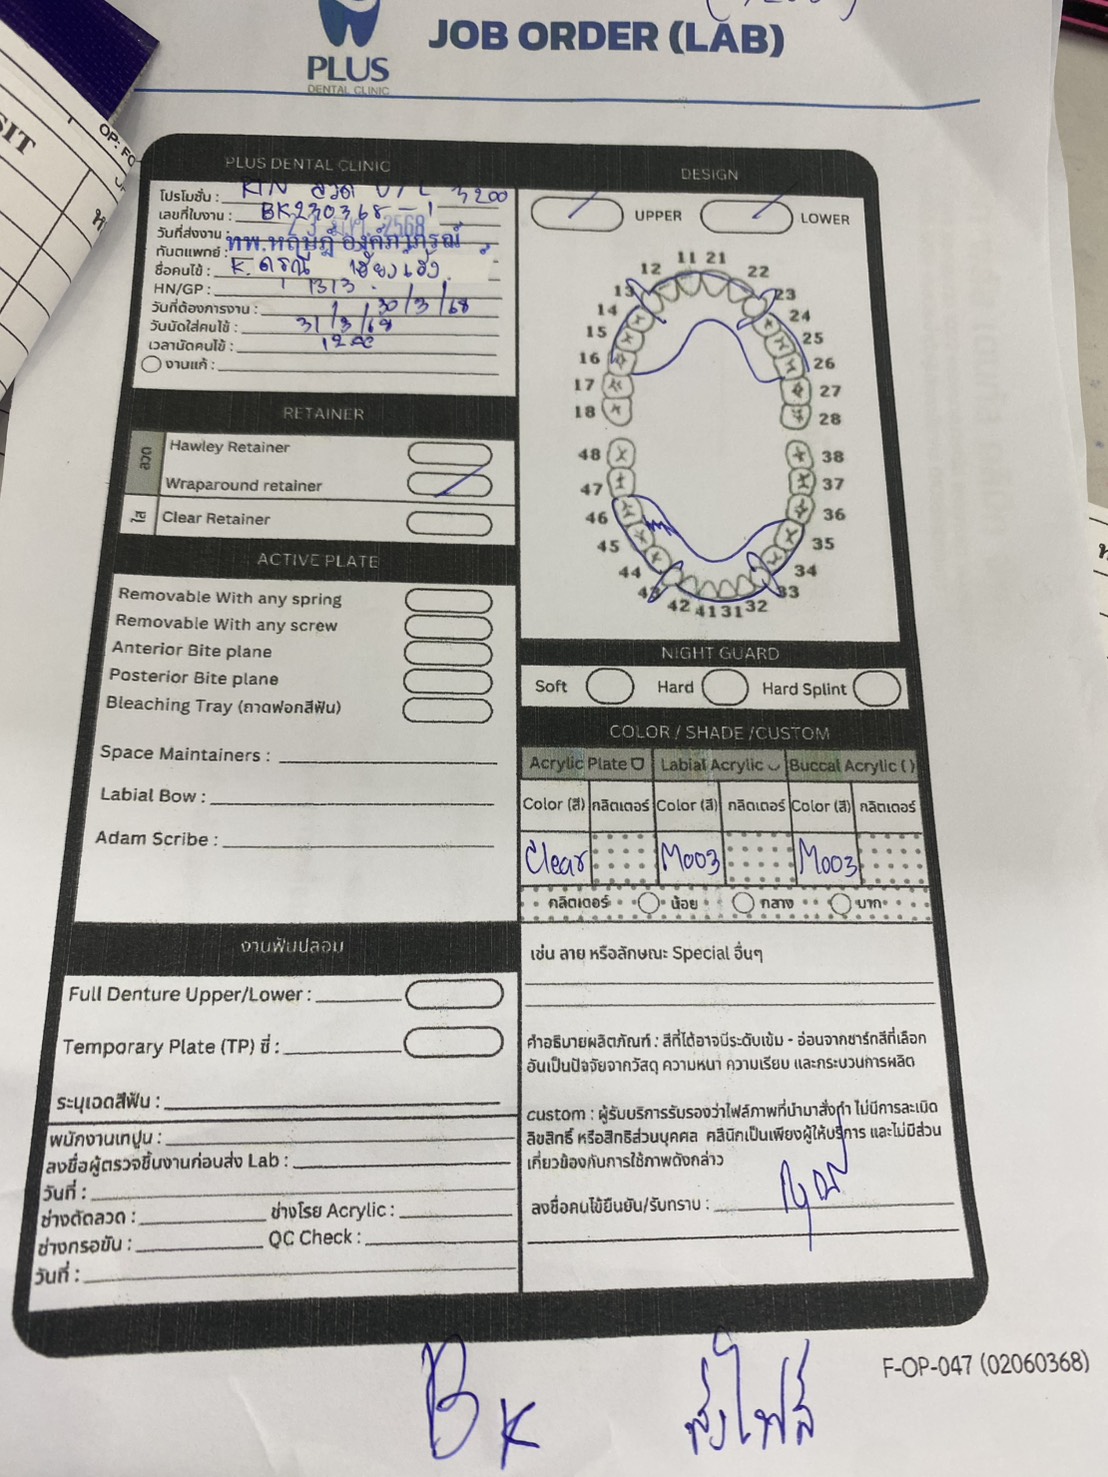 JOB ORDER (LAB)
PLUS
DENTAL CLINIC
SIT
PLUS DENTAL CLINIC
โปรโมชั่น : RTN ลวด U/L 3200
เลขที่ใบงาน : BK230368-1
วันที่ส่งงาน : 23 2568
ทันตแพทย์ : ทพ.
ชื่อคนไข้ : K.
HN/GP : 1313
วันที่ต้องการงาน : 30/3/68
วันนัดใส่คนไข้ : 31/3/68
เวลานัดคนไข้ :
งานแก้ :
DESIGN
UPPER LOWER
11 21
12 22
13 23
14 24
15 25
16 26
17 27
18 28
48 38
47 37
46 36
45 35
44 34
43 33
42 41 31 32
RETAINER
ลวด
Hawley Retainer
Wraparound retainer
ใส
Clear Retainer
ACTIVE PLATE
Removable With any spring
Removable With any screw
Anterior Bite plane
Posterior Bite plane
Bleaching Tray (ถาดฟอกสีฟัน)
Space Maintainers :
Labial Bow :
Adam Scribe :
NIGHT GUARD
Soft Hard Hard Splint
COLOR / SHADE /CUSTOM
Acrylic Plate Labial Acrylic Buccal Acrylic ( )
Color (สี) กลิตเตอร์ Color (สี) กลิตเตอร์ Color (สี) กลิตเตอร์
Clear M003 M003
กลิตเตอร์ น้อย กลาง มาก
เช่น ลาย หรือลักษณะ Special อื่นๆ
คำอธิบายผลิตภัณฑ์ : สีที่ได้อาจมีระดับเข้ม - อ่อนจากชาร์ทสีที่เลือก
อันเป็นปัจจัยจากวัสดุ ความหนา ความเรียบ และกระบวนการผลิต
custom : ผู้รับบริการรับรองว่าไฟล์ภาพที่นำมาสั่งทำ ไม่มีการละเมิด
ลิขสิทธิ์ หรือสิทธิส่วนบุคคล คลินิกเป็นเพียงผู้ให้บริการ และไม่มีส่วน
เกี่ยวข้องกับการใช้ภาพดังกล่าว
ลงชื่อคนไข้ยืนยัน/รับทราบ :
งานฟันปลอม
Full Denture Upper/Lower :
Temporary Plate (TP) ซี่ :
ระบุเฉดสีฟัน :
พนักงานเทปูน :
ลงชื่อผู้ตรวจชิ้นงานก่อนส่ง Lab :
วันที่ :
ช่างดัดลวด : ช่างโรย Acrylic :
ช่างกรอขัน : QC Check :
วันที่ :
F-OP-047 (02060368)
BK ส่งไฟล์